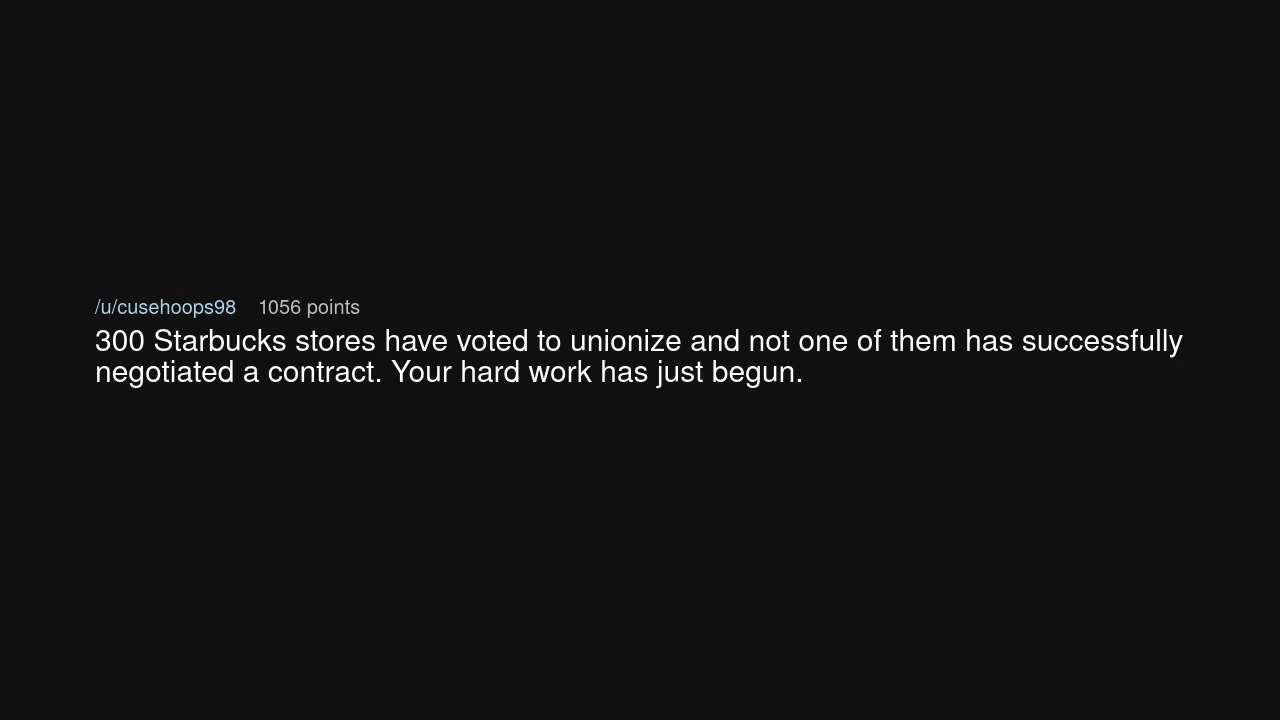 /u/cusehoops98 1056 points
300 Starbucks stores have voted to unionize and not one of them has successfully
negotiated a contract. Your hard work has just begun.